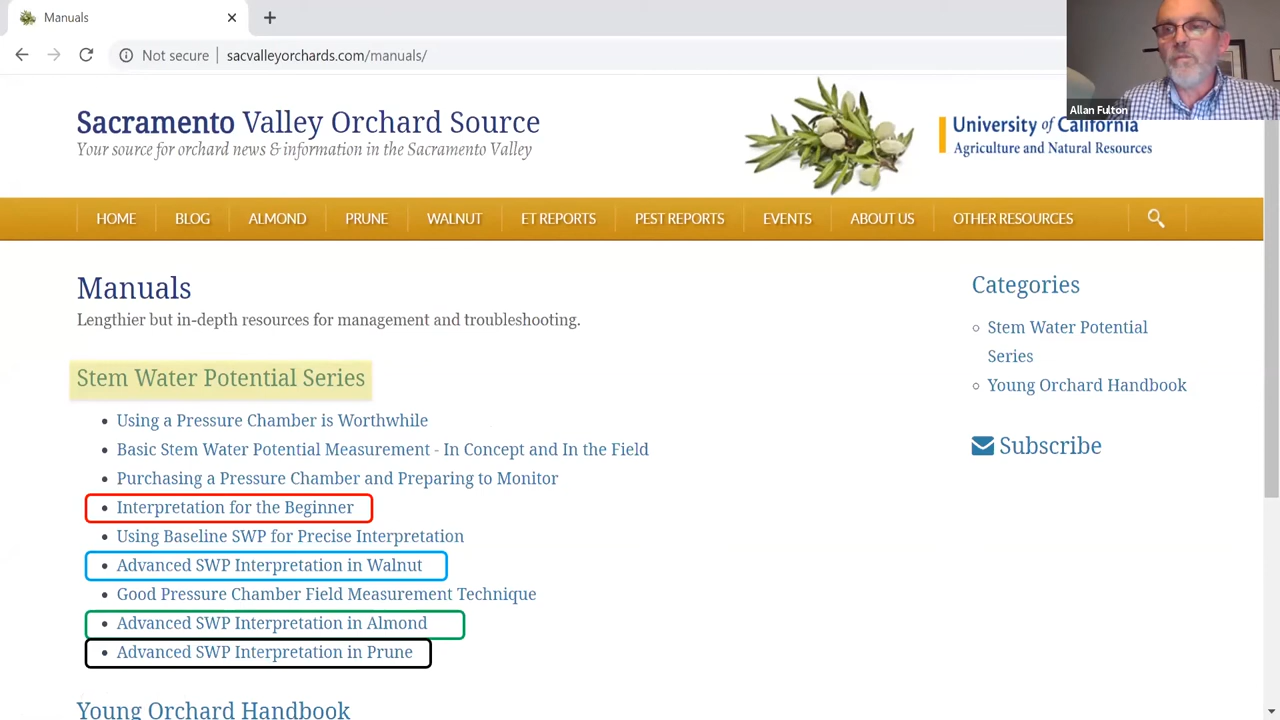 Manuals
Not secure
sacvalleyorchards.com/manuals/
Allan Fulton
Sacramento Valley Orchard Source
Your source for orchard news & information in the Sacramento Valley
University of California
Agriculture and Natural Resources
HOME
BLOG
ALMOND
PRUNE
WALNUT
ET REPORTS
PEST REPORTS
EVENTS
ABOUT US
OTHER RESOURCES
Manuals
Lengthier but in-depth resources for management and troubleshooting.
Stem Water Potential Series
Using a Pressure Chamber is Worthwhile
Basic Stem Water Potential Measurement - In Concept and In the Field
Purchasing a Pressure Chamber and Preparing to Monitor
Interpretation for the Beginner
Using Baseline SWP for Precise Interpretation
Advanced SWP Interpretation in Walnut
Good Pressure Chamber Field Measurement Technique
Advanced SWP Interpretation in Almond
Advanced SWP Interpretation in Prune
Young Orchard Handbook
Categories
Stem Water Potential
Series
Young Orchard Handbook
Subscribe